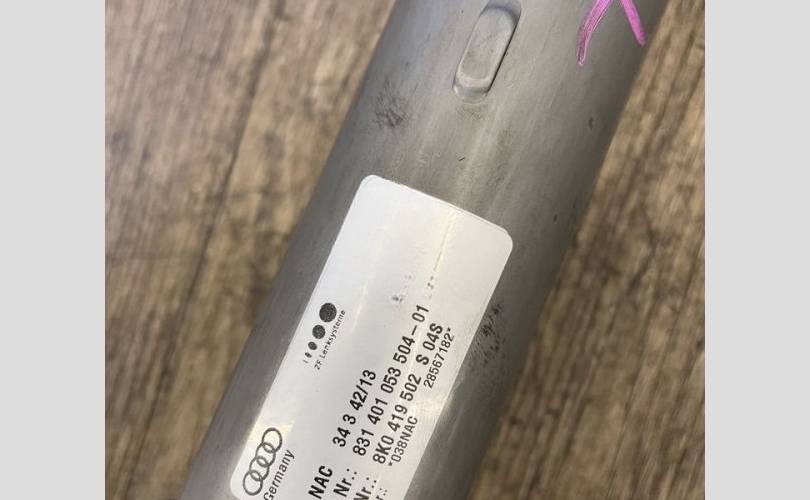 ZF Lenksysteme
Germany
NAC 34 3 42/13
Nr.: 831 401 053 504-01
Nr.: 8K0 419 502 S 04S
*038NAC 28567182*